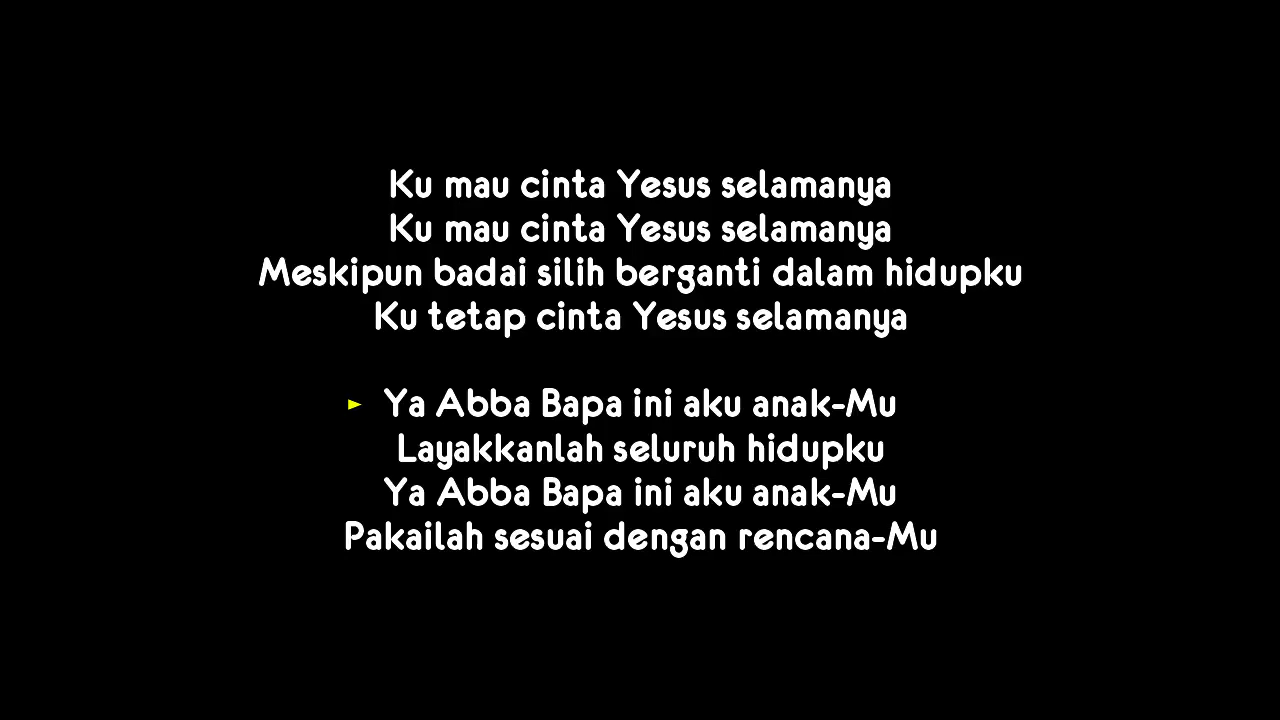 Ku mau cinta Yesus selamanya
Ku mau cinta Yesus selamanya
Meskipun badai silih berganti dalam hidupku
Ku tetap cinta Yesus selamanya
Ya Abba Bapa ini aku anak-Mu
Layakkanlah seluruh hidupku
Ya Abba Bapa ini aku anak-Mu
Pakailah sesuai dengan rencana-Mu